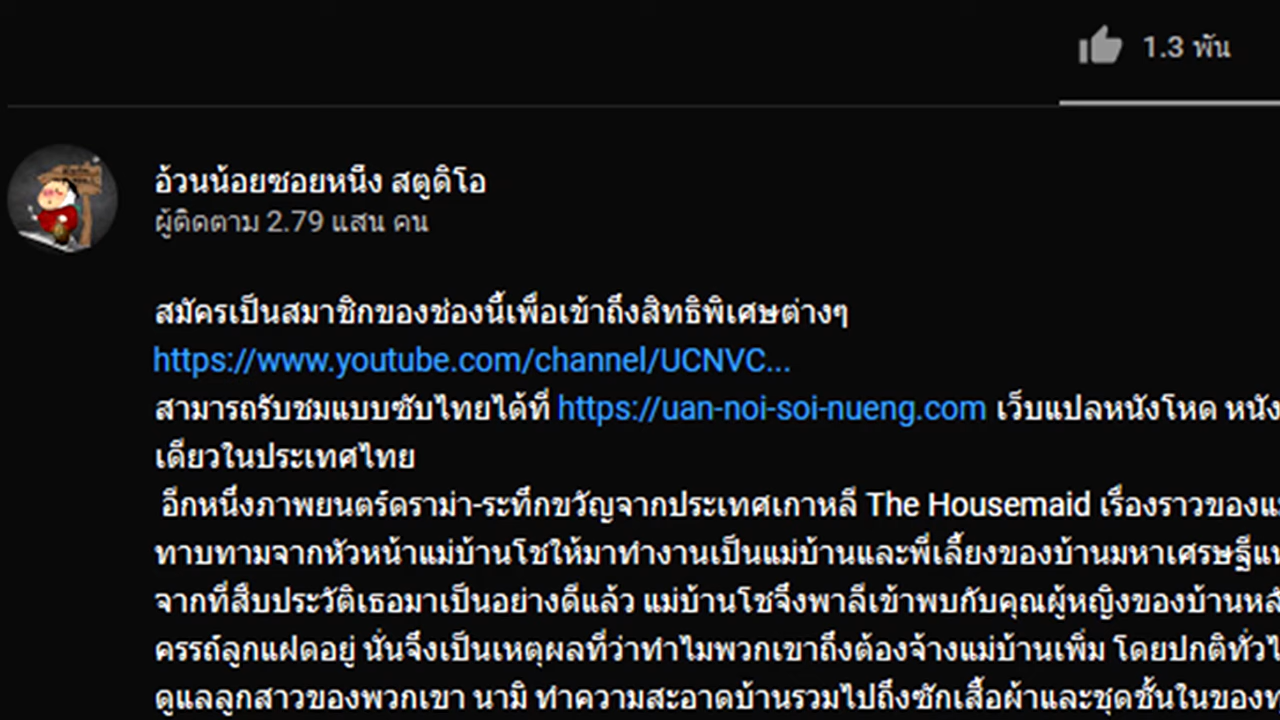 1.3 พัน
อ้วนน้อยซอยหนึ่ง สตูดิโอ
ผู้ติดตาม 2.79 แสน คน
สมัครเป็นสมาชิกของช่องนี้เพื่อเข้าถึงสิทธิพิเศษต่างๆ
https://www.youtube.com/channel/UCNVC...
สามารถรับชมแบบซับไทยได้ที่ https://uan-noi-soi-nueng.com เว็บแปลหนังโหด หนัง
เดียวในประเทศไทย
อีกหนึ่งภาพยนตร์ดราม่า-ระทึกขวัญจากประเทศเกาหลี The Housemaid เรื่องราวของ
ทาบทามจากหัวหน้าแม่บ้านโชให้มาทำงานเป็นแม่บ้านและพี่เลี้ยงของบ้านมหาเศรษฐี
จากที่สืบประวัติเธอมาเป็นอย่างดีแล้ว แม่บ้านโชจึงพาลีเข้าพบกับคุณผู้หญิงของบ้าน
ครรถ์ลูกแฝดอยู่ นั่นจึงเป็นเหตุผลที่ว่าทำไมพวกเขาถึงต้องจ้างแม่บ้านเพิ่ม โดยปกติทั่ว
ดูแลลูกสาวของพวกเขา นามิ ทำความสะอาดบ้านรวมไปถึงซักเสื้อผ้าและชุดชั้นในของ